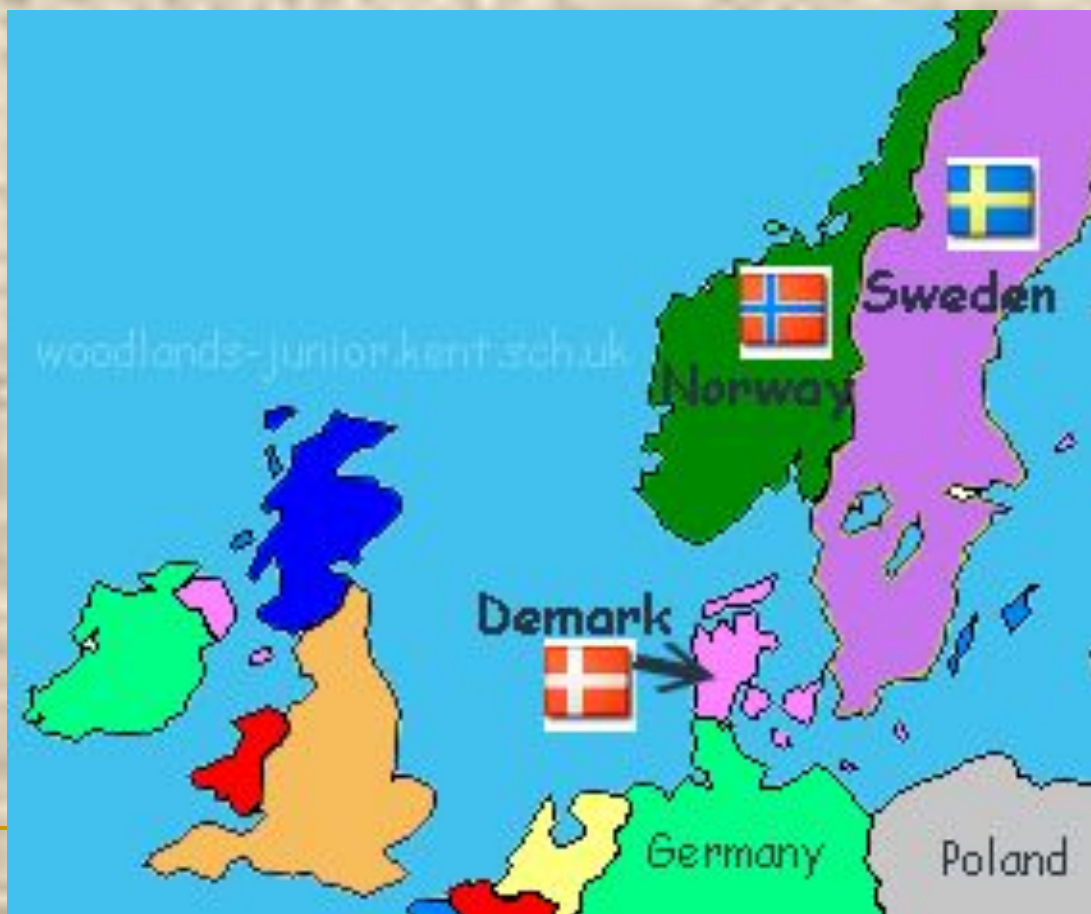 Sweden
woodlands-junior.kent.sch.uk
Norway
Demark
Germany
Poland